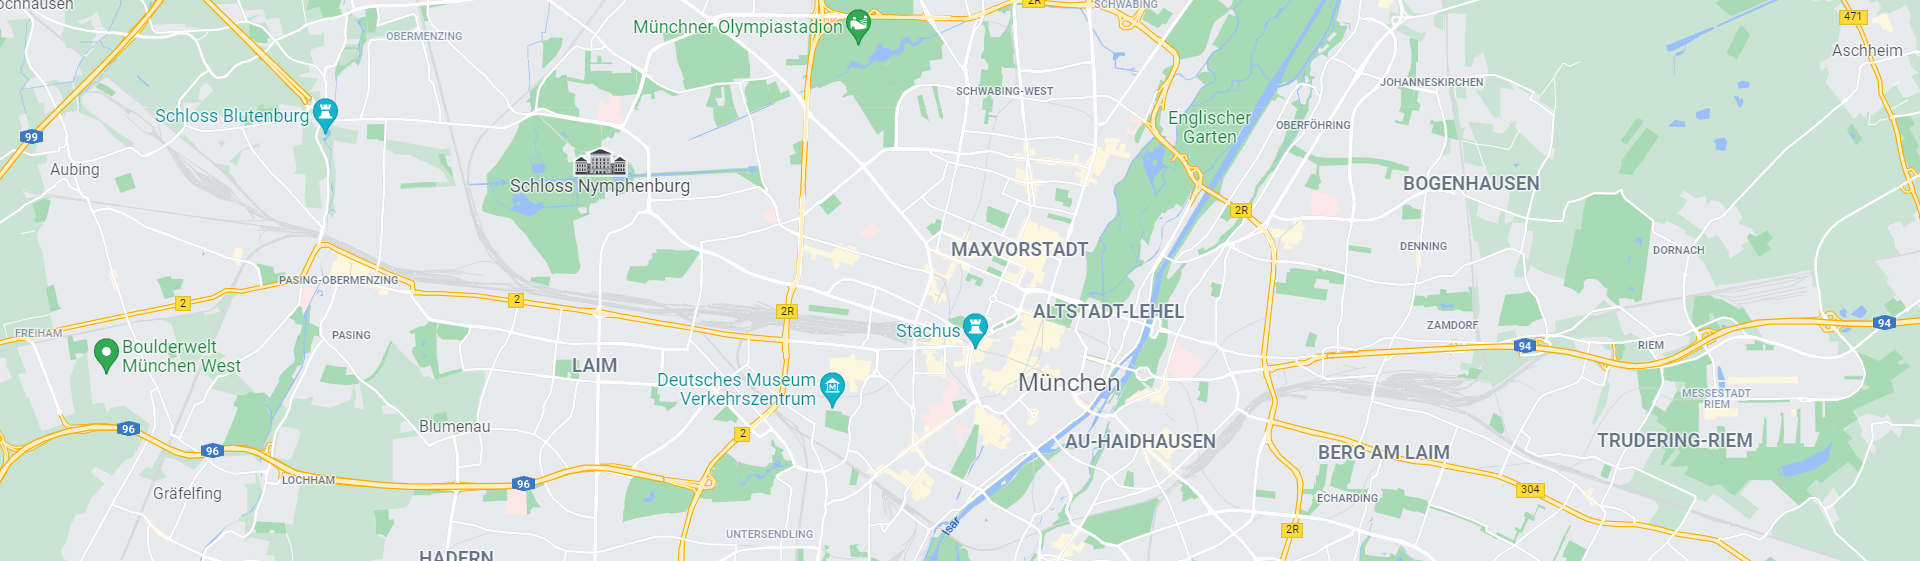 ochhausen
OBERMENZING
Münchner Olympiastadion
2R
SCHWABING
471
Aschheim
SCHWABING-WEST
JOHANNESKIRCHEN
Schloss Blutenburg
Englischer
Garten
OBERFÖHRING
99
Aubing
Schloss Nymphenburg
BOGENHAUSEN
2R
MAXVORSTADT
DENNING
DORNACH
PASING-OBERMENZING
2
2
2R
ALTSTADT-LEHEL
FREIHAM
PASING
Stachus
ZAMDORF
94
94
RIEM
Boulderwelt
München West
LAIM
Deutsches Museum
Verkehrszentrum
München
MESSESTADT
RIEM
96
Blumenau
2
AU-HAIDHAUSEN
TRUDERING-RIEM
96
BERG AM LAIM
LOCHHAM
96
Gräfelfing
304
ECHARDING
Isar
UNTERSENDLING
2R
HADERN